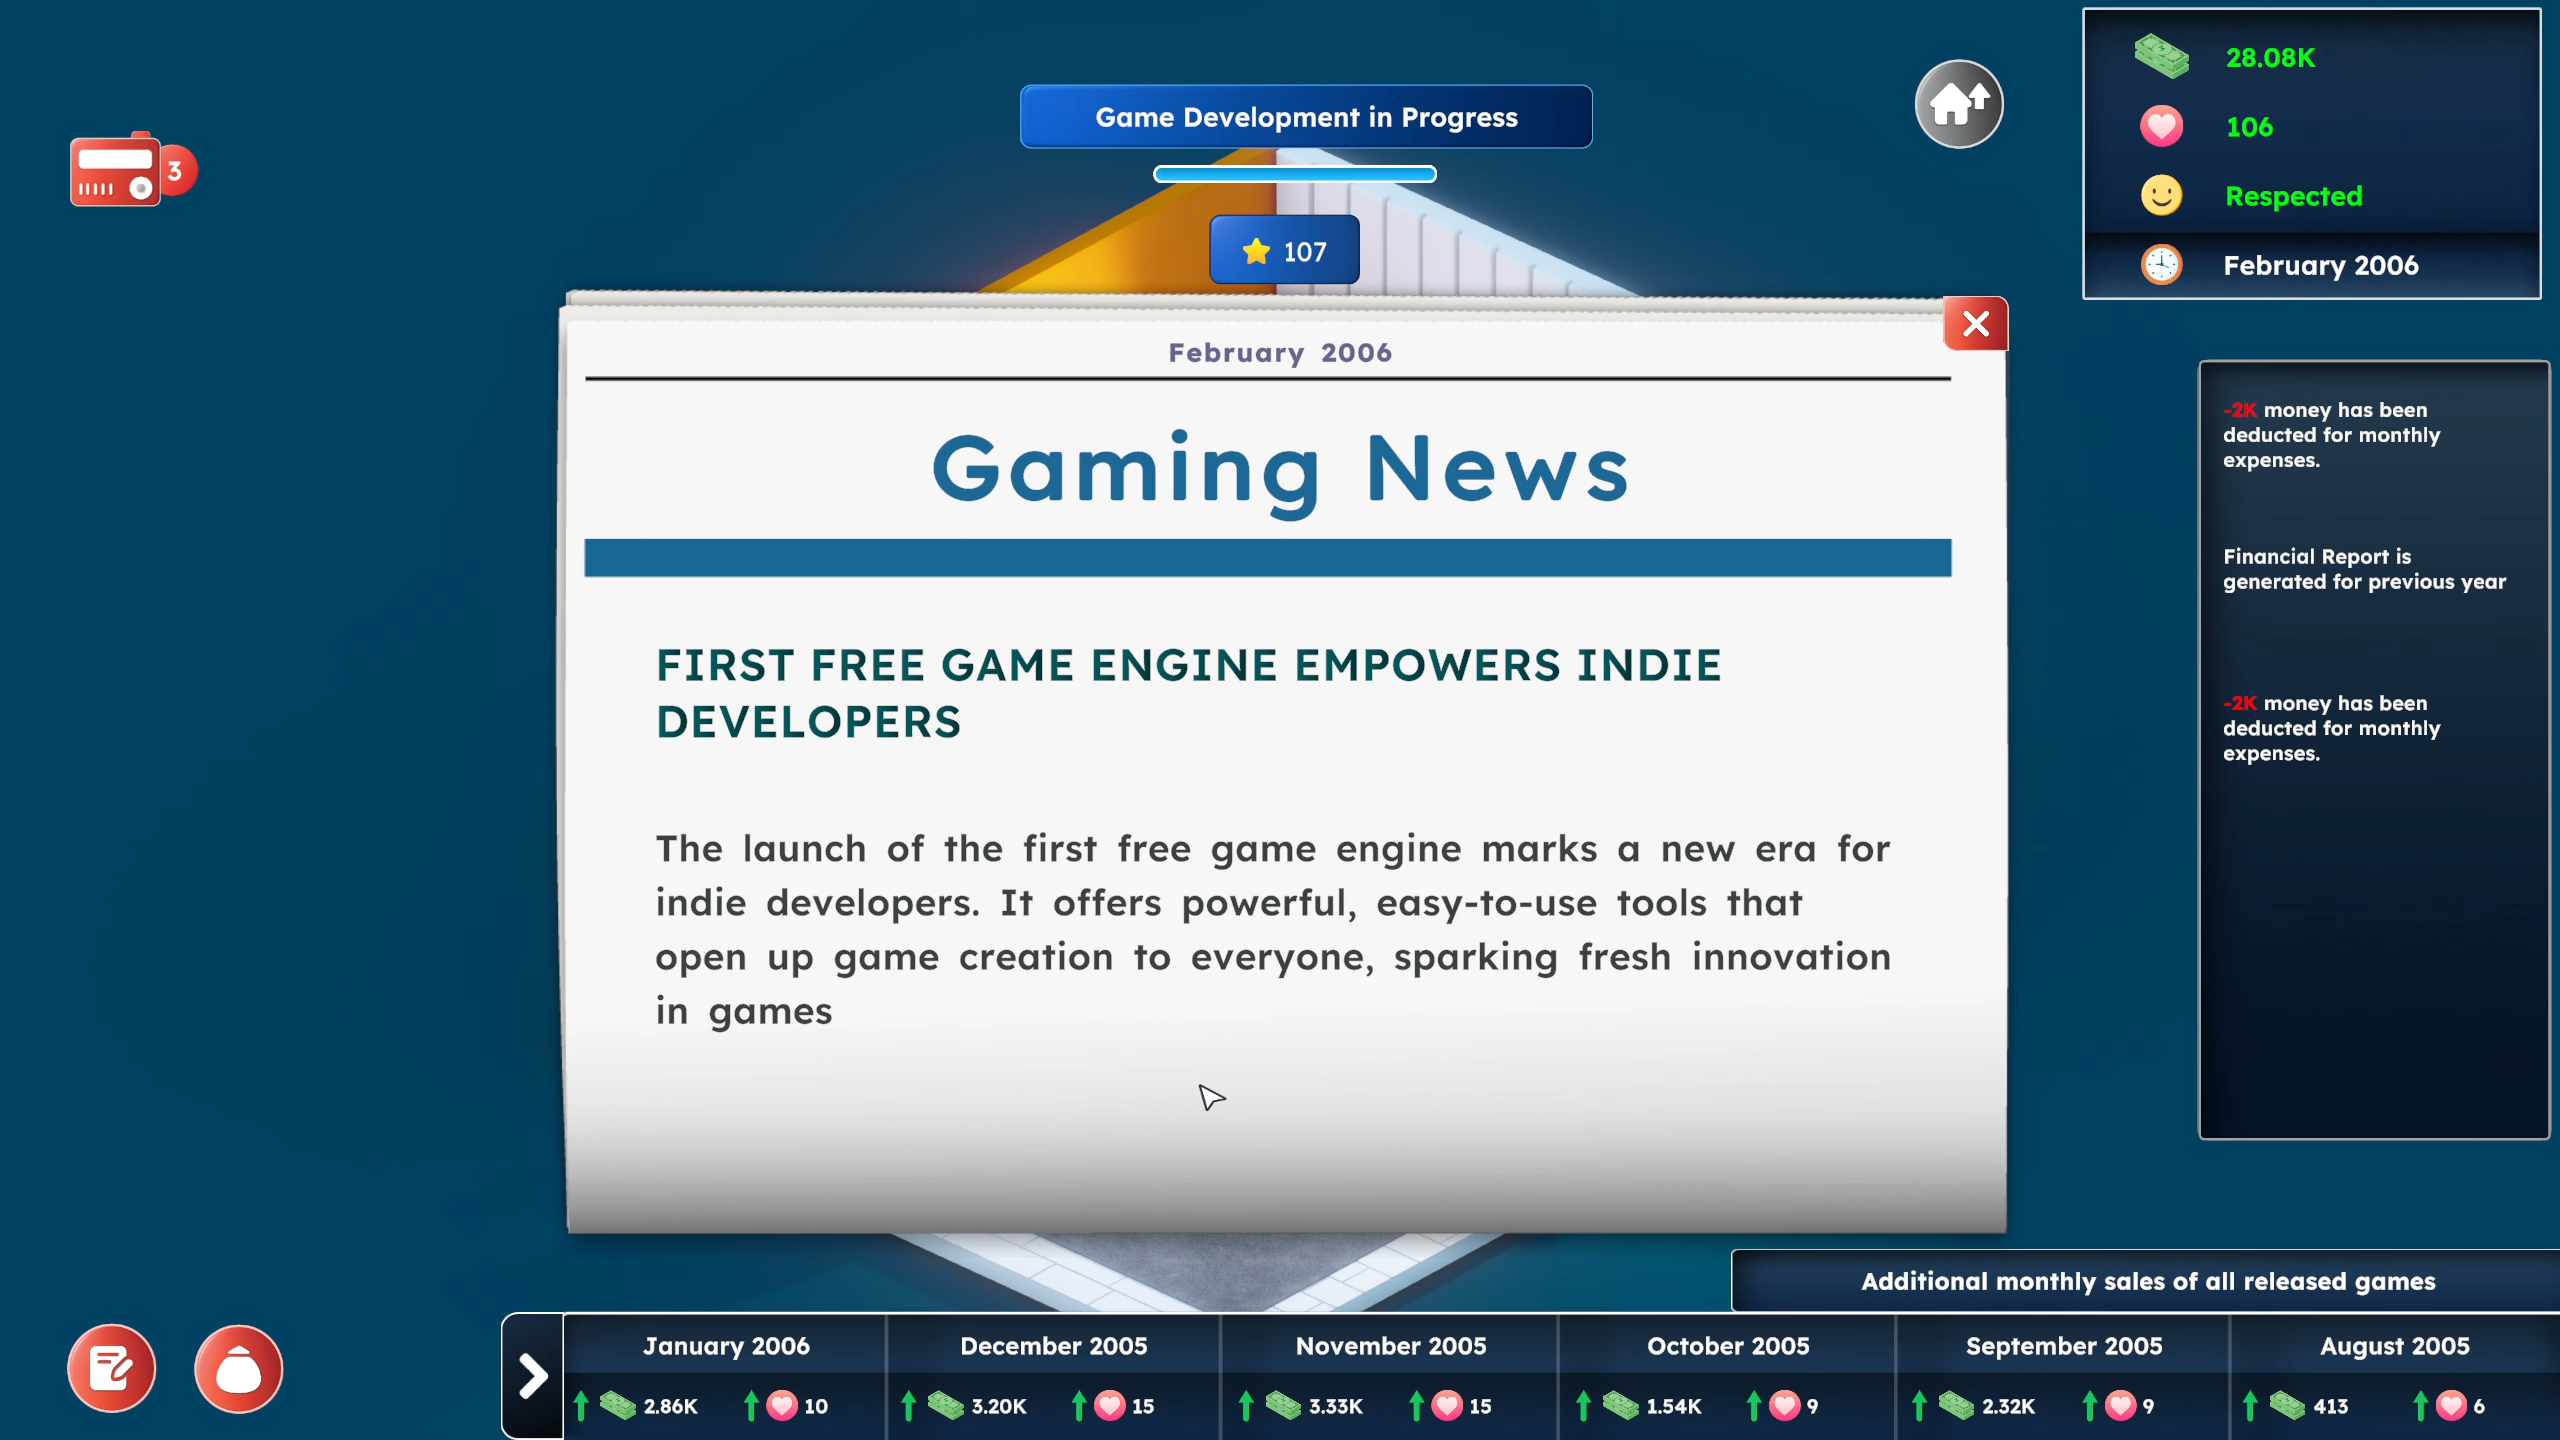 28.08K
106
Respected
February 2006
Game Development in Progress
107
3
February 2006
Gaming News
FIRST FREE GAME ENGINE EMPOWERS INDIE
DEVELOPERS
The launch of the first free game engine marks a new era for
indie developers. It offers powerful, easy-to-use tools that
open up game creation to everyone, sparking fresh innovation
in games
-2K money has been
deducted for monthly
expenses.
Financial Report is
generated for previous year
-2K money has been
deducted for monthly
expenses.
Additional monthly sales of all released games
January 2006
2.86K 10
December 2005
3.20K 15
November 2005
3.33K 15
October 2005
1.54K 9
September 2005
2.32K 9
August 2005
413 6